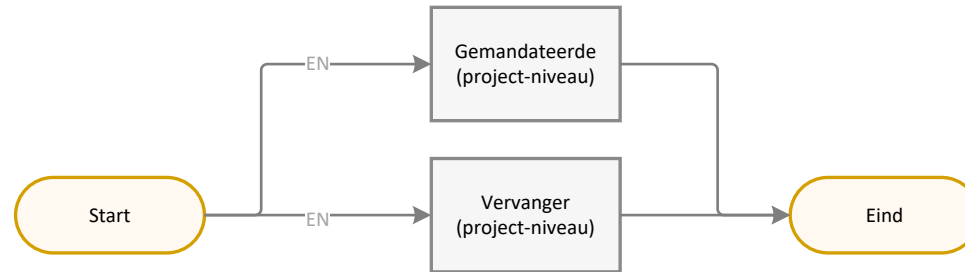 Gemandateerde
(project-niveau)
EN
Start
EN
Vervanger
(project-niveau)
Eind